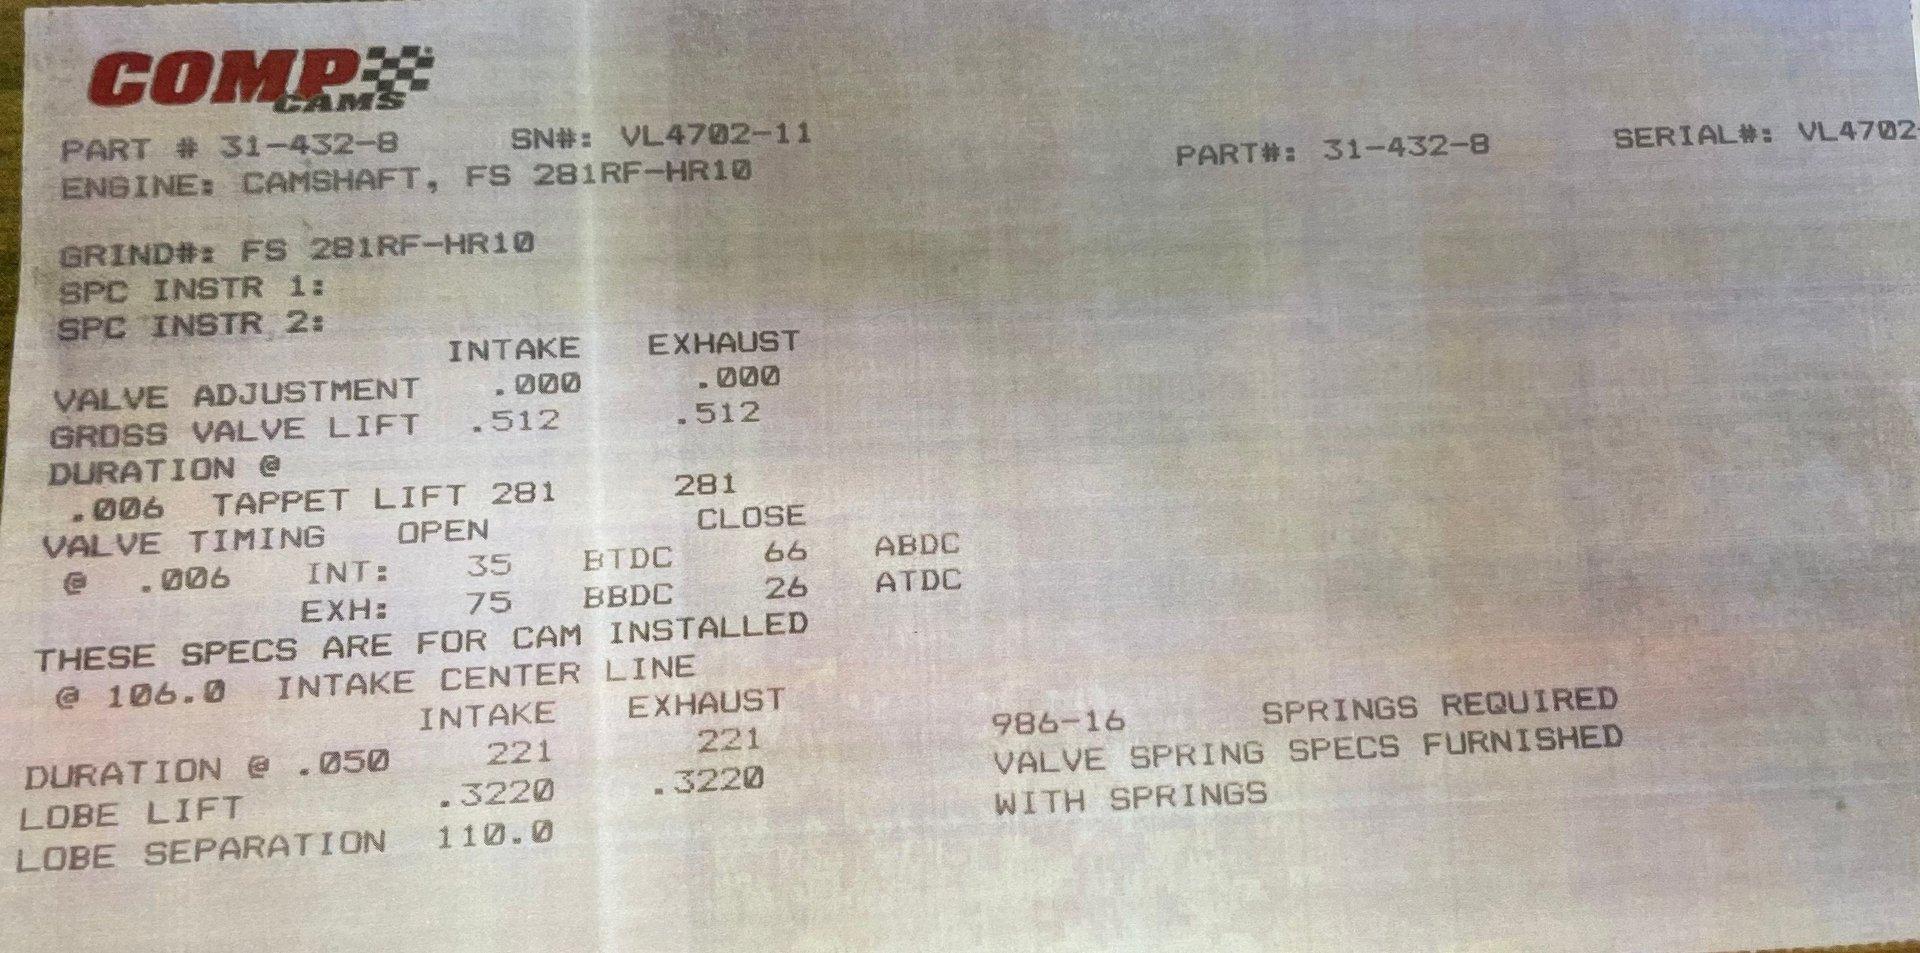 COMP
CAMS
PART # 31-432-8 SN#: VL4702-11 PART#: 31-432-8 SERIAL#: VL4702
ENGINE: CAMSHAFT, FS 281RF-HR10
GRIND#: FS 281RF-HR10
SPC INSTR 1:
SPC INSTR 2:
INTAKE EXHAUST
VALVE ADJUSTMENT .000 .000
GROSS VALVE LIFT .512 .512
DURATION @
.006 TAPPET LIFT 281 281
VALVE TIMING OPEN CLOSE
@ .006 INT: 35 BTDC 66 ABDC
EXH: 75 BBDC 26 ATDC
THESE SPECS ARE FOR CAM INSTALLED
@ 106.0 INTAKE CENTER LINE
INTAKE EXHAUST 986-16 SPRINGS REQUIRED
DURATION @ .050 221 221 VALVE SPRING SPECS FURNISHED
LOBE LIFT .3220 .3220 WITH SPRINGS
LOBE SEPARATION 110.0